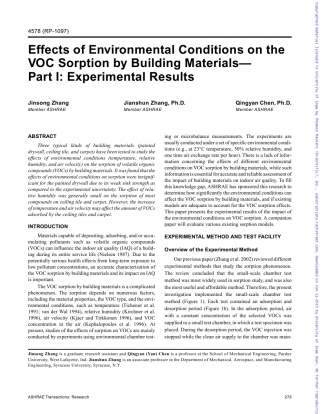 4578 (RP-1097)
Effects of Environmental Conditions on the
VOC Sorption by Building Materials—
Part I: Experimental Results
Jinsong Zhang
Member ASHRAE
Jianshun Zhang, Ph.D.
Member ASHRAE
Qingyan Chen, Ph.D.
Member ASHRAE
ABSTRACT
Three typical kinds of building materials (painted
drywall, ceiling tile, and carpet) have been tested to study the
effects of environmental conditions (temperature, relative
humidity, and air velocity) on the sorption of volatile organic
compounds (VOCs) by building materials. It was found that the
effects of environmental conditions on sorption were insignif-
icant for the painted drywall due to its weak sink strength as
compared to the experimental uncertainty. The effect of rela-
tive humidity was generally small on the sorption of most
compounds on ceiling tile and carpet. However, the increase
of temperature and air velocity may affect the amount of VOCs
adsorbed by the ceiling tiles and carpet.
INTRODUCTION
Materials capable of depositing, adsorbing, and/or accu-
mulating pollutants such as volatile organic compounds
(VOCs) can influence the indoor air quality (IAQ) of a build-
ing during its entire service life (Nielsen 1987). Due to the
potentially serious health effects from long-term exposure to
low pollutant concentrations, an accurate characterization of
the VOC sorption by building materials and its impact on IAQ
is important.
The VOC sorption by building materials is a complicated
phenomenon. The sorption depends on numerous factors,
including the material properties, the VOC type, and the envi-
ronmental conditions, such as temperature (Tichenor et al.
1991; van der Wal 1994), relative humidity (Kirchner et al.
1996), air velocity (Kjaer and Tirkkonen 1996), and VOC
concentration in the air (Kephalopoulos et al. 1996). At
present, studies of the effects of sorption on VOCs are mainly
conducted by experiments using environmental chamber test-
ing or microbalance measurements. The experiments are
usually conducted under a set of specific environmental condi-
tions (e.g., at 23°C temperature, 50% relative humidity, and
one time air exchange rate per hour). There is a lack of infor-
mation concerning the effects of different environmental
conditions on VOC sorption by building materials, while such
information is essential for accurate and reliable assessment of
the impact of building materials on indoor air quality. To fill
this knowledge gap, ASHRAE has sponsored this research to
determine how significantly the environmental conditions can
affect the VOC sorption by building materials, and if existing
models are adequate to account for the VOC sorption effects.
This paper presents the experimental results of the impact of
the environmental conditions on VOC sorption. A companion
paper will evaluate various existing sorption models.
EXPERIMENTAL METHOD AND TEST FACILITY
Overview of the Experimental Method
Our previous paper (Zhang et al. 2002) reviewed different
experimental methods that study the sorption phenomenon.
The review concluded that the small-scale chamber test
method was most widely used in sorption study, and was also
the most useful and affordable method. Therefore, the present
investigation implemented the small-scale chamber test
method (Figure 1). Each test contained an adsorption and
desorption period (Figure 1b). In the adsorption period, air
with a constant concentration of the selected VOCs was
supplied to a small test chamber, in which a test specimen was
placed. During the desorption period, the VOC injection was
stopped while the clean air supply to the chamber was main-
Jinsong Zhang is a graduate research assistant and Qingyan (Yan) Chen is a professor at the School of Mechanical Engineering, Purdue
University, West Lafayette, Ind. Jianshun Zhang is an associate professor in the Department of Mechanical, Aerospace, and Manufacturing
Engineering, Syracuse University, Syracuse, N.Y.
ASHRAE Transactions: Research
273